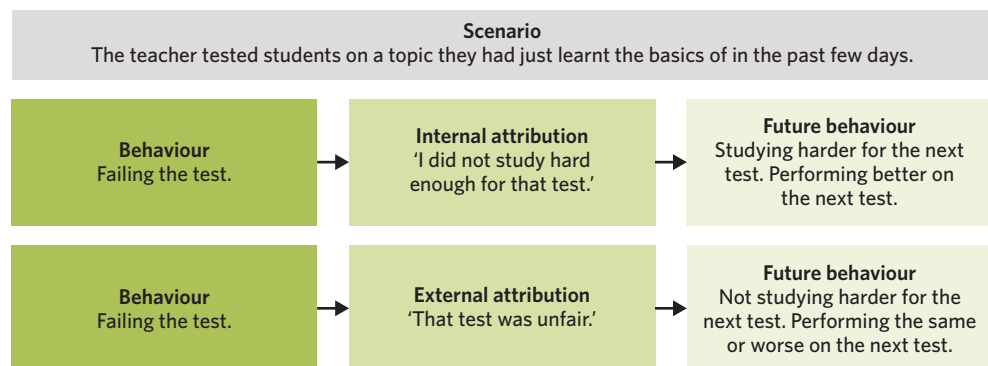 Scenario
The teacher tested students on a topic they had just learnt the basics of in the past few days.
Behaviour
Failing the test.
Internal attribution
‘I did not study hard
enough for that test.’
Future behaviour
Studying harder for the next
test. Performing better on
the next test.
Behaviour
Failing the test.
External attribution
‘That test was unfair.’
Future behaviour
Not studying harder for the
next test. Performing the same
or worse on the next test.